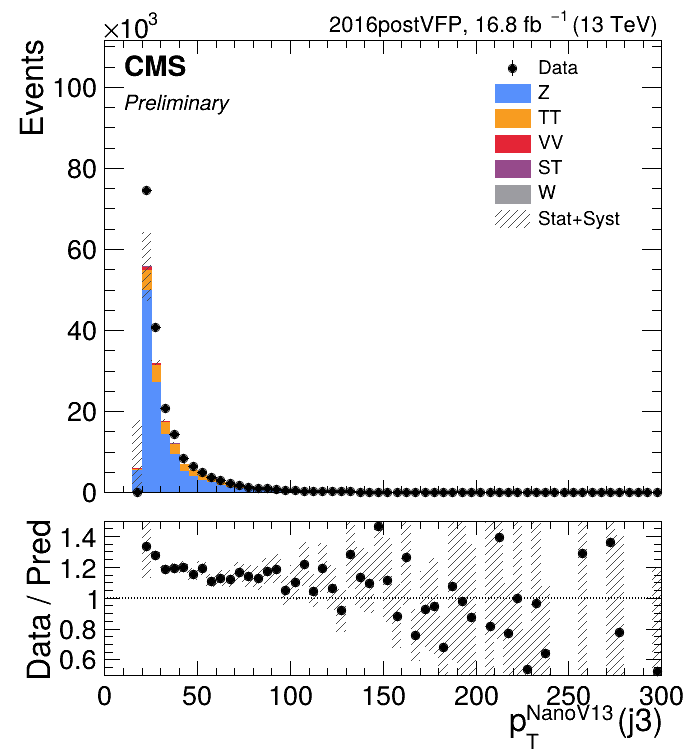 ×10³
2016postVFP, 16.8 fb ⁻¹ (13 TeV)
CMS
Preliminary
Data
Z
TT
VV
ST
W
Stat+Syst
Events
100
80
60
40
20
0
Data / Pred
1.4
1.2
1
0.8
0.6
0 50 100 150 200 250 300
p_T^NanoV13 (j3)